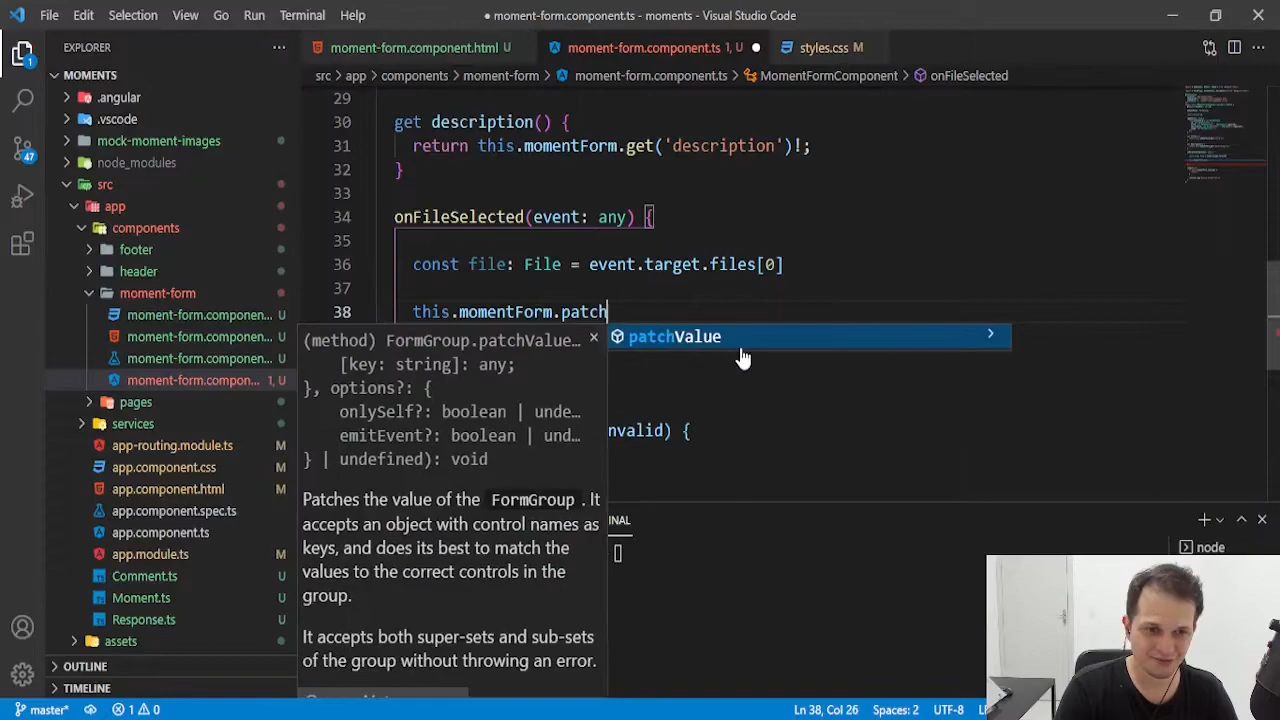 File Edit Selection View Go Run Terminal Help
● moment-form.component.ts - moments - Visual Studio Code
EXPLORER
MOMENTS
.angular
.vscode
mock-moment-images
node_modules
src
app
components
footer
header
moment-form
moment-form.component... U
moment-form.component... U
moment-form.component... U
moment-form.compon... 1, U
pages
services
app-routing.module.ts M
app.component.css M
app.component.html M
app.component.spec.ts
app.component.ts
app.module.ts M
Comment.ts U
Moment.ts U
Response.ts U
assets
OUTLINE
TIMELINE
moment-form.component.html U
moment-form.component.ts 1, U
styles.css M
src > app > components > moment-form > moment-form.component.ts > MomentFormComponent > onFileSelected
29
30 get description() {
31 return this.momentForm.get('description')!;
32 }
33
34 onFileSelected(event: any) {
35
36 const file: File = event.target.files[0]
37
38 this.momentForm.patch
patchValue
(method) FormGroup.patchValue...
[key: string]: any;
}, options?: {
onlySelf?: boolean | unde...
emitEvent?: boolean | und...
} | undefined): void
Patches the value of the FormGroup . It
accepts an object with control names as
keys, and does its best to match the
values to the correct controls in the
group.
It accepts both super-sets and sub-sets
of the group without throwing an error.
nvalid) {
INAL
node
1
47
master* 1 0
Ln 38, Col 26 Spaces: 2 UTF-8